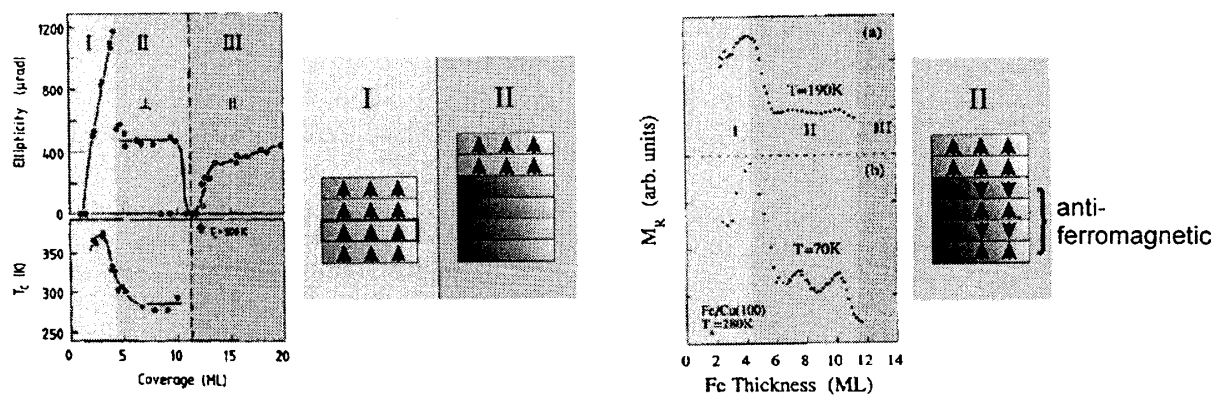 1200
800
400
0
Ellipticity (µrad)
I
II
III
⊥
||
350
300
250
T_c (K)
0
5
10
15
20
Coverage (ML)
I
II
M_R (arb. units)
(a)
T=190K
I
II
III
(b)
T=70K
Fe/Cu(100)
0
2
4
6
8
10
12
14
Fe Thickness (ML)
II
anti-
ferromagnetic